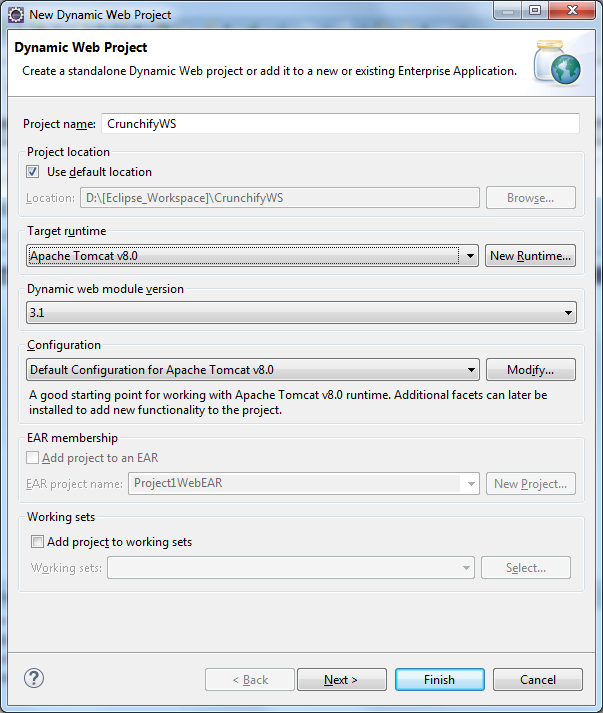 New Dynamic Web Project
Dynamic Web Project
Create a standalone Dynamic Web project or add it to a new or existing Enterprise Application.
Project name: CrunchifyWS
Project location
Use default location
Location: D:\[Eclipse_Workspace]\CrunchifyWS Browse...
Target runtime
Apache Tomcat v8.0 New Runtime...
Dynamic web module version
3.1
Configuration
Default Configuration for Apache Tomcat v8.0 Modify...
A good starting point for working with Apache Tomcat v8.0 runtime. Additional facets can later be
installed to add new functionality to the project.
EAR membership
Add project to an EAR
EAR project name: Project1WebEAR New Project...
Working sets
Add project to working sets
Working sets: Select...
? < Back Next > Finish Cancel